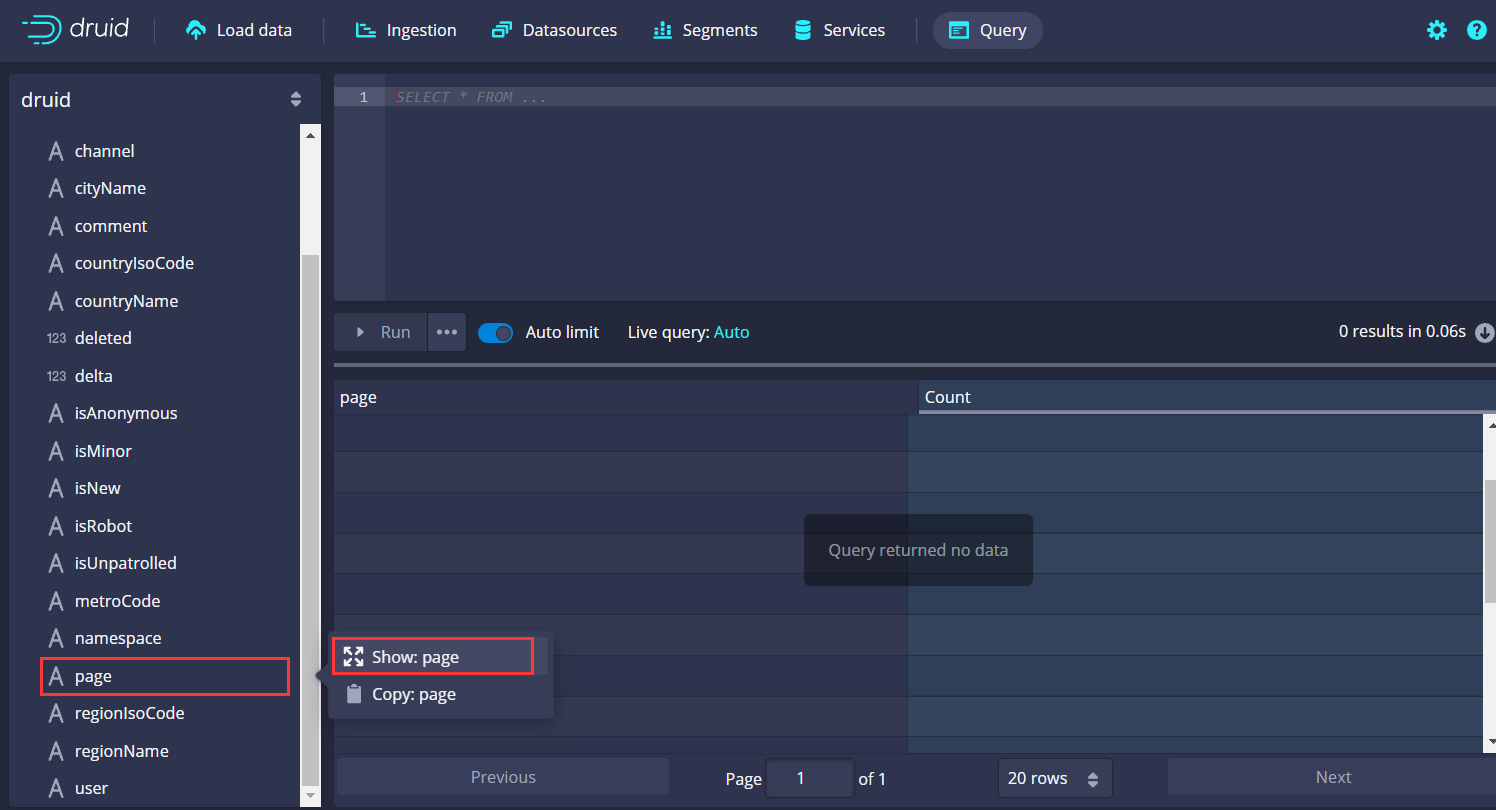 druid
Load data
Ingestion
Datasources
Segments
Services
Query
druid
channel
cityName
comment
countryIsoCode
countryName
123 deleted
123 delta
isAnonymous
isMinor
isNew
isRobot
isUnpatrolled
metroCode
namespace
page
regionIsoCode
regionName
user
1 SELECT * FROM ...
Run
Auto limit
Live query: Auto
0 results in 0.06s
page
Count
Query returned no data
Show: page
Copy: page
Previous
Page 1 of 1
20 rows
Next